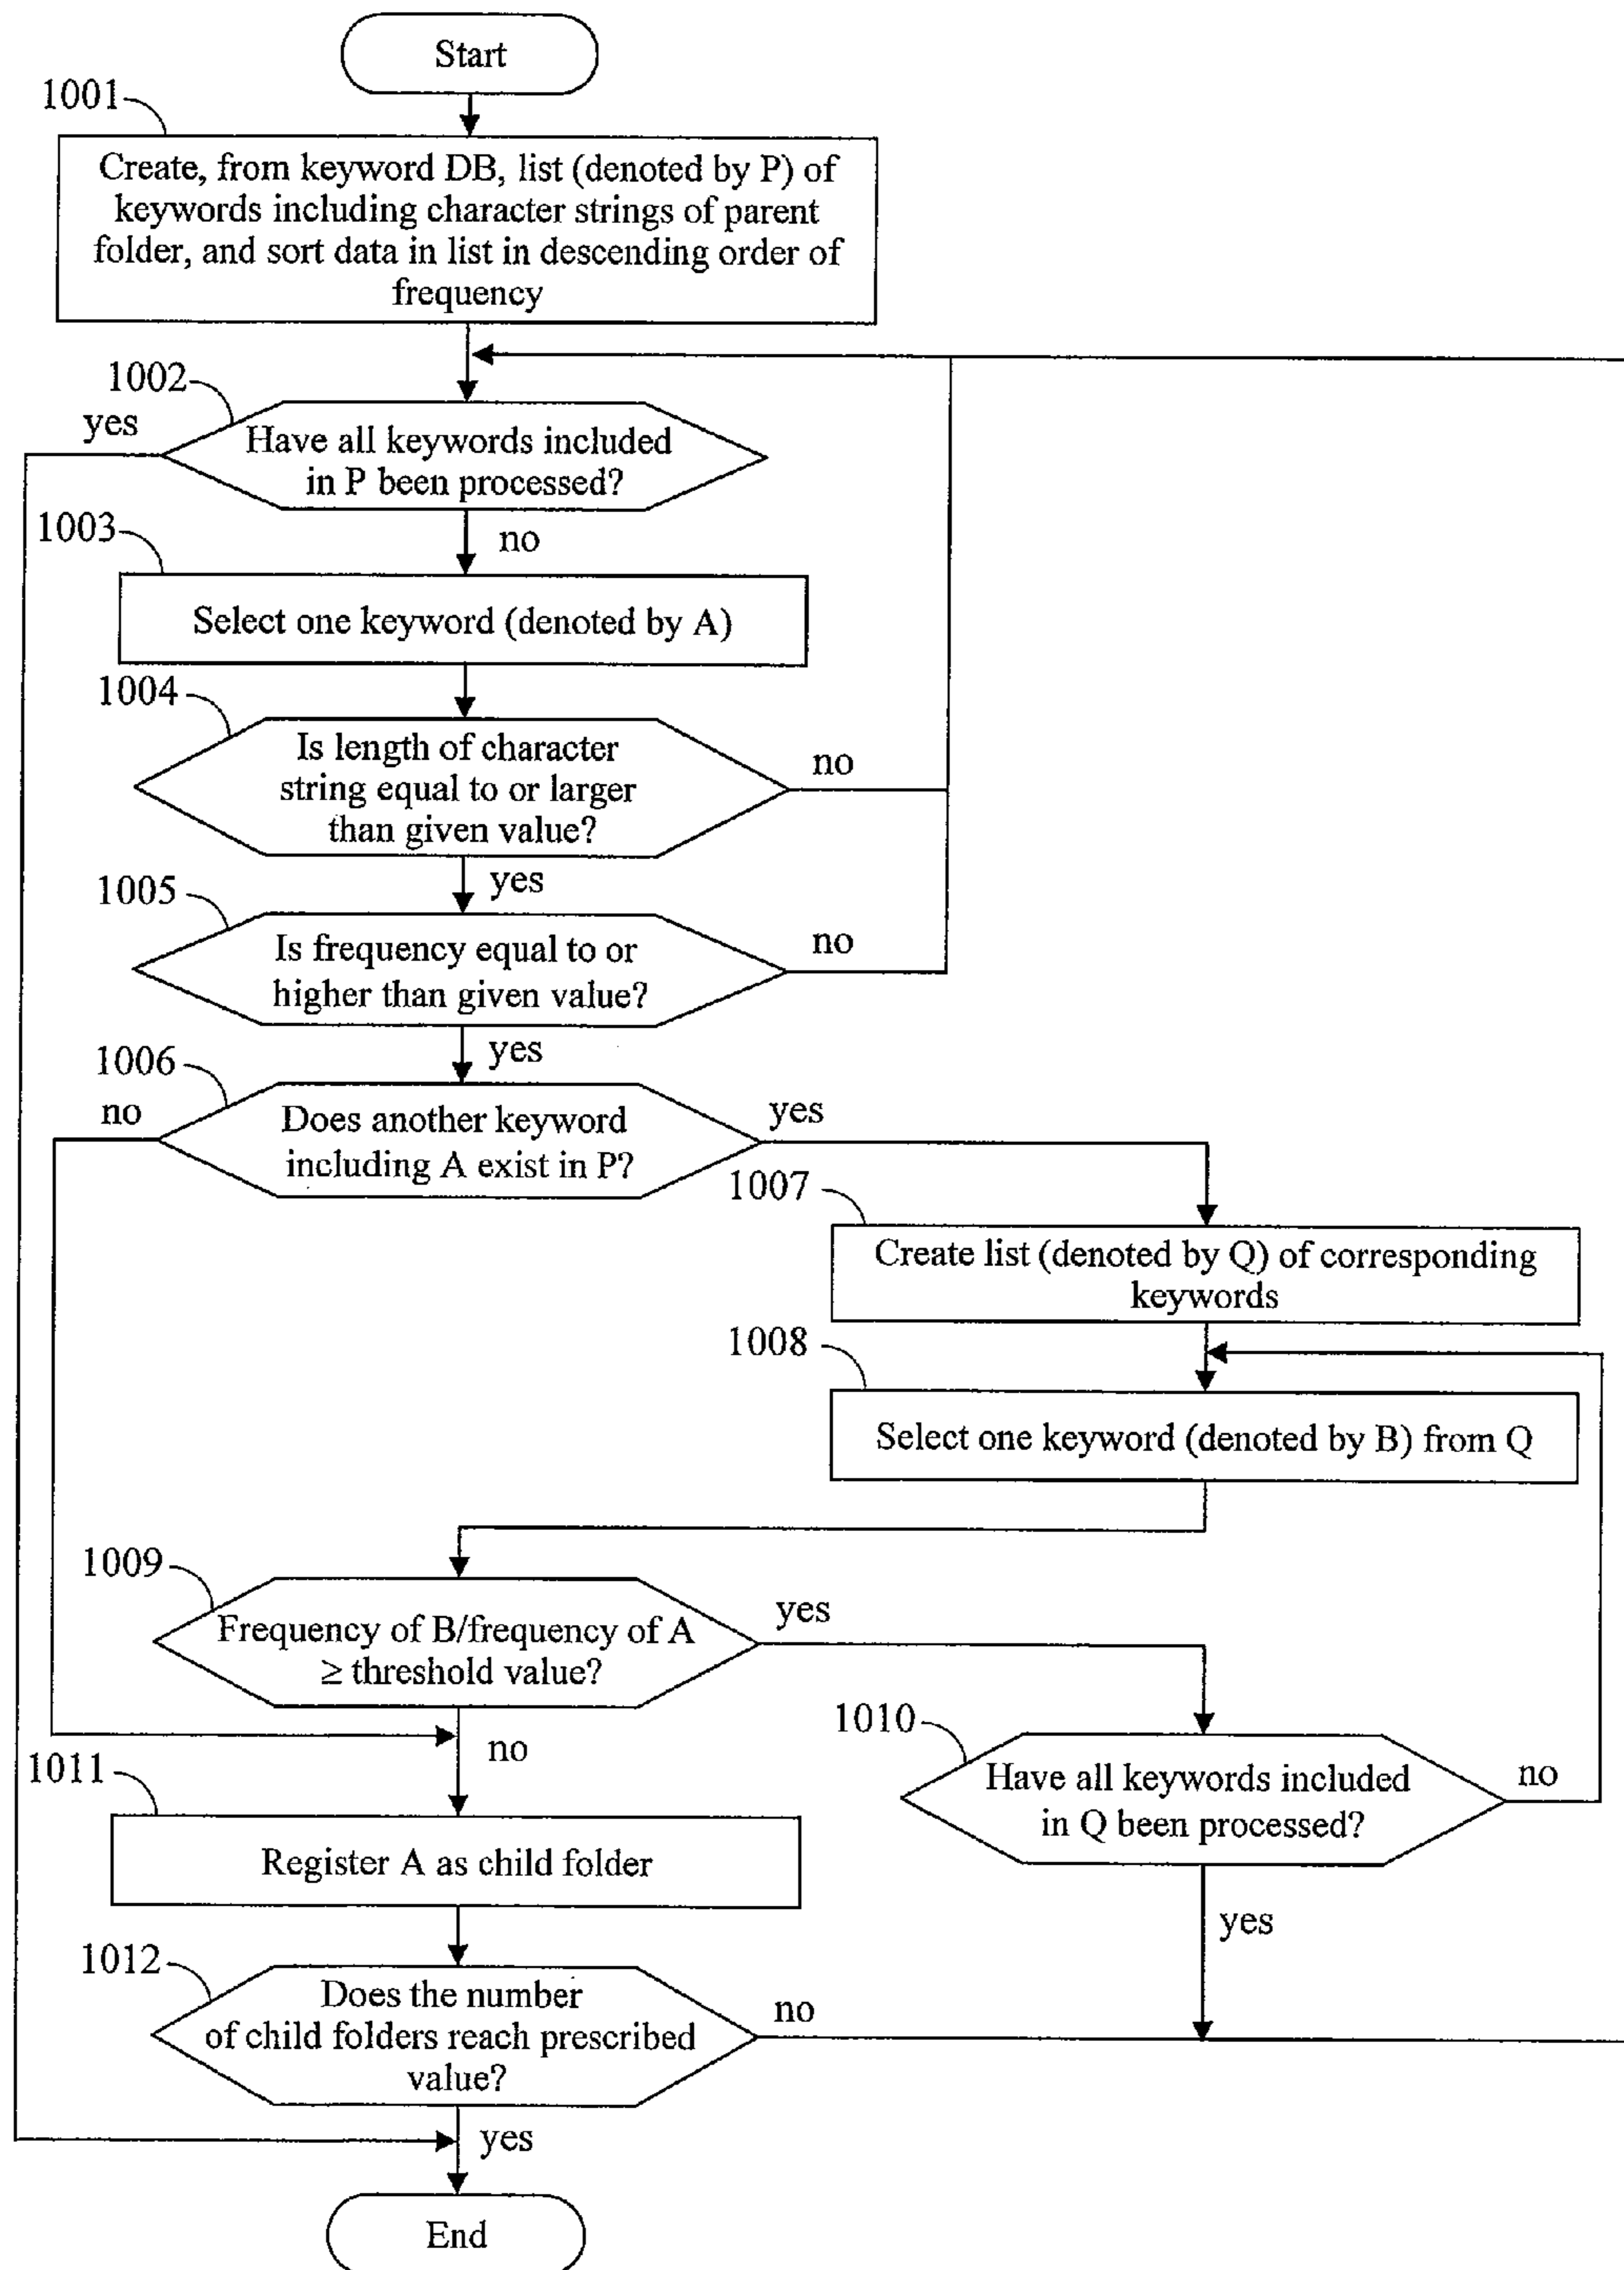 Start
1001
Create, from keyword DB, list (denoted by P) of
keywords including character strings of parent
folder, and sort data in list in descending order of
frequency
1002
yes
Have all keywords included
in P been processed?
no
1003
Select one keyword (denoted by A)
1004
Is length of character
string equal to or larger
than given value?
no
yes
1005
Is frequency equal to or
higher than given value?
no
yes
1006
no
Does another keyword
including A exist in P?
yes
1007
Create list (denoted by Q) of corresponding
keywords
1008
Select one keyword (denoted by B) from Q
1009
Frequency of B/frequency of A
≥ threshold value?
yes
no
1010
Have all keywords included
in Q been processed?
no
yes
1011
Register A as child folder
1012
Does the number
of child folders reach prescribed
value?
no
yes
End